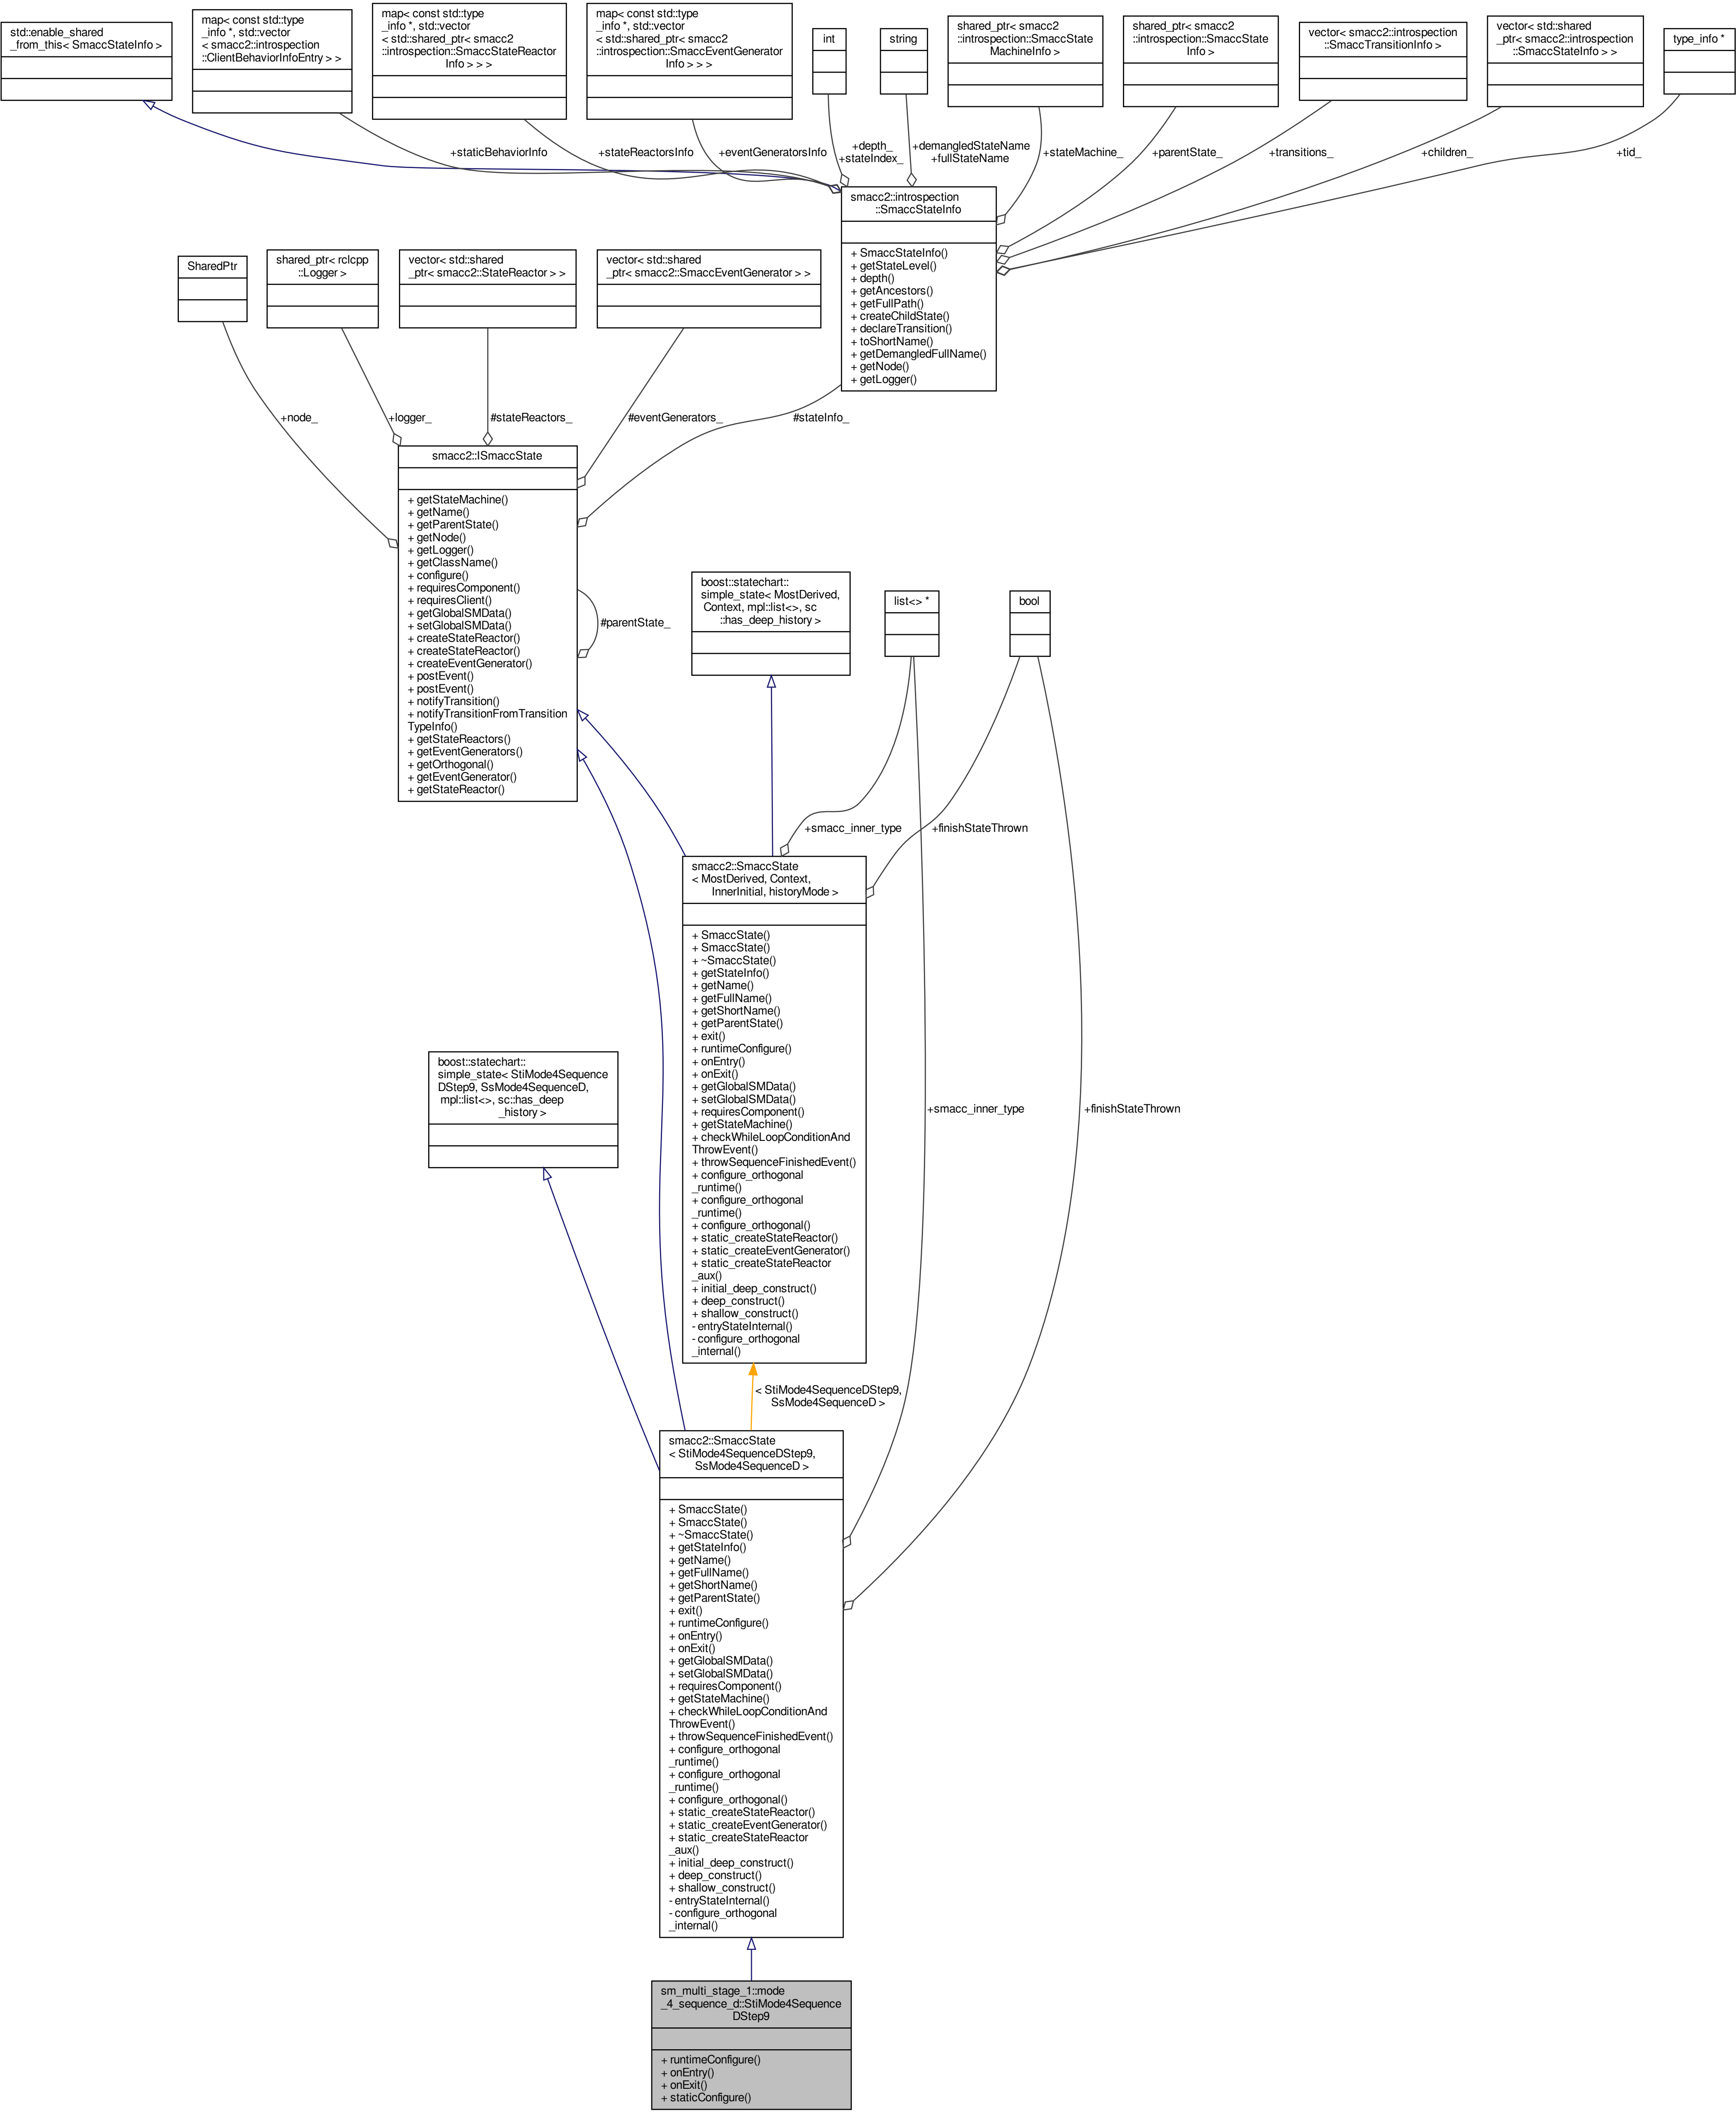 std::enable_shared
_from_this< SmaccStateInfo >
map< const std::type
_info *, std::vector
< smacc2::introspection
::ClientBehaviorInfoEntry > >
map< const std::type
_info *, std::vector
< std::shared_ptr< smacc2
::introspection::SmaccStateReactor
Info > > >
map< const std::type
_info *, std::vector
< std::shared_ptr< smacc2
::introspection::SmaccEventGenerator
Info > > >
int
string
shared_ptr< smacc2
::introspection::SmaccState
MachineInfo >
shared_ptr< smacc2
::introspection::SmaccState
Info >
vector< smacc2::introspection
::SmaccTransitionInfo >
vector< std::shared
_ptr< smacc2::introspection
::SmaccStateInfo > >
type_info *
+staticBehaviorInfo
+stateReactorsInfo
+eventGeneratorsInfo
+depth_
+stateIndex_
+demangledStateName
+fullStateName
+stateMachine_
+parentState_
+transitions_
+children_
+tid_
smacc2::introspection
::SmaccStateInfo
+ SmaccStateInfo()
+ getStateLevel()
+ depth()
+ getAncestors()
+ getFullPath()
+ createChildState()
+ declareTransition()
+ toShortName()
+ getDemangledFullName()
+ getNode()
+ getLogger()
SharedPtr
shared_ptr< rclcpp
::Logger >
vector< std::shared
_ptr< smacc2::StateReactor > >
vector< std::shared
_ptr< smacc2::SmaccEventGenerator > >
+node_
+logger_
#stateReactors_
#eventGenerators_
#stateInfo_
smacc2::ISmaccState
+ getStateMachine()
+ getName()
+ getParentState()
+ getNode()
+ getLogger()
+ getClassName()
+ configure()
+ requiresComponent()
+ requiresClient()
+ getGlobalSMData()
+ setGlobalSMData()
+ createStateReactor()
+ createStateReactor()
+ createEventGenerator()
+ postEvent()
+ postEvent()
+ notifyTransition()
+ notifyTransitionFromTransition
TypeInfo()
+ getStateReactors()
+ getEventGenerators()
+ getOrthogonal()
+ getEventGenerator()
+ getStateReactor()
#parentState_
boost::statechart::
simple_state< MostDerived,
Context, mpl::list<>, sc
::has_deep_history >
list<> *
bool
+smacc_inner_type
+finishStateThrown
smacc2::SmaccState
< MostDerived, Context,
InnerInitial, historyMode >
+ SmaccState()
+ SmaccState()
+ ~SmaccState()
+ getStateInfo()
+ getName()
+ getFullName()
+ getShortName()
+ getParentState()
+ exit()
+ runtimeConfigure()
+ onEntry()
+ onExit()
+ getGlobalSMData()
+ setGlobalSMData()
+ requiresComponent()
+ getStateMachine()
+ checkWhileLoopConditionAnd
ThrowEvent()
+ throwSequenceFinishedEvent()
+ configure_orthogonal
_runtime()
+ configure_orthogonal
_runtime()
+ configure_orthogonal()
+ static_createStateReactor()
+ static_createEventGenerator()
+ static_createStateReactor
_aux()
+ initial_deep_construct()
+ deep_construct()
+ shallow_construct()
- entryStateInternal()
- configure_orthogonal
_internal()
boost::statechart::
simple_state< StiMode4Sequence
DStep9, SsMode4SequenceD,
mpl::list<>, sc::has_deep
_history >
+smacc_inner_type
+finishStateThrown
< StiMode4SequenceDStep9,
SsMode4SequenceD >
smacc2::SmaccState
< StiMode4SequenceDStep9,
SsMode4SequenceD >
+ SmaccState()
+ SmaccState()
+ ~SmaccState()
+ getStateInfo()
+ getName()
+ getFullName()
+ getShortName()
+ getParentState()
+ exit()
+ runtimeConfigure()
+ onEntry()
+ onExit()
+ getGlobalSMData()
+ setGlobalSMData()
+ requiresComponent()
+ getStateMachine()
+ checkWhileLoopConditionAnd
ThrowEvent()
+ throwSequenceFinishedEvent()
+ configure_orthogonal
_runtime()
+ configure_orthogonal
_runtime()
+ configure_orthogonal()
+ static_createStateReactor()
+ static_createEventGenerator()
+ static_createStateReactor
_aux()
+ initial_deep_construct()
+ deep_construct()
+ shallow_construct()
- entryStateInternal()
- configure_orthogonal
_internal()
sm_multi_stage_1::mode
_4_sequence_d::StiMode4Sequence
DStep9
+ runtimeConfigure()
+ onEntry()
+ onExit()
+ staticConfigure()